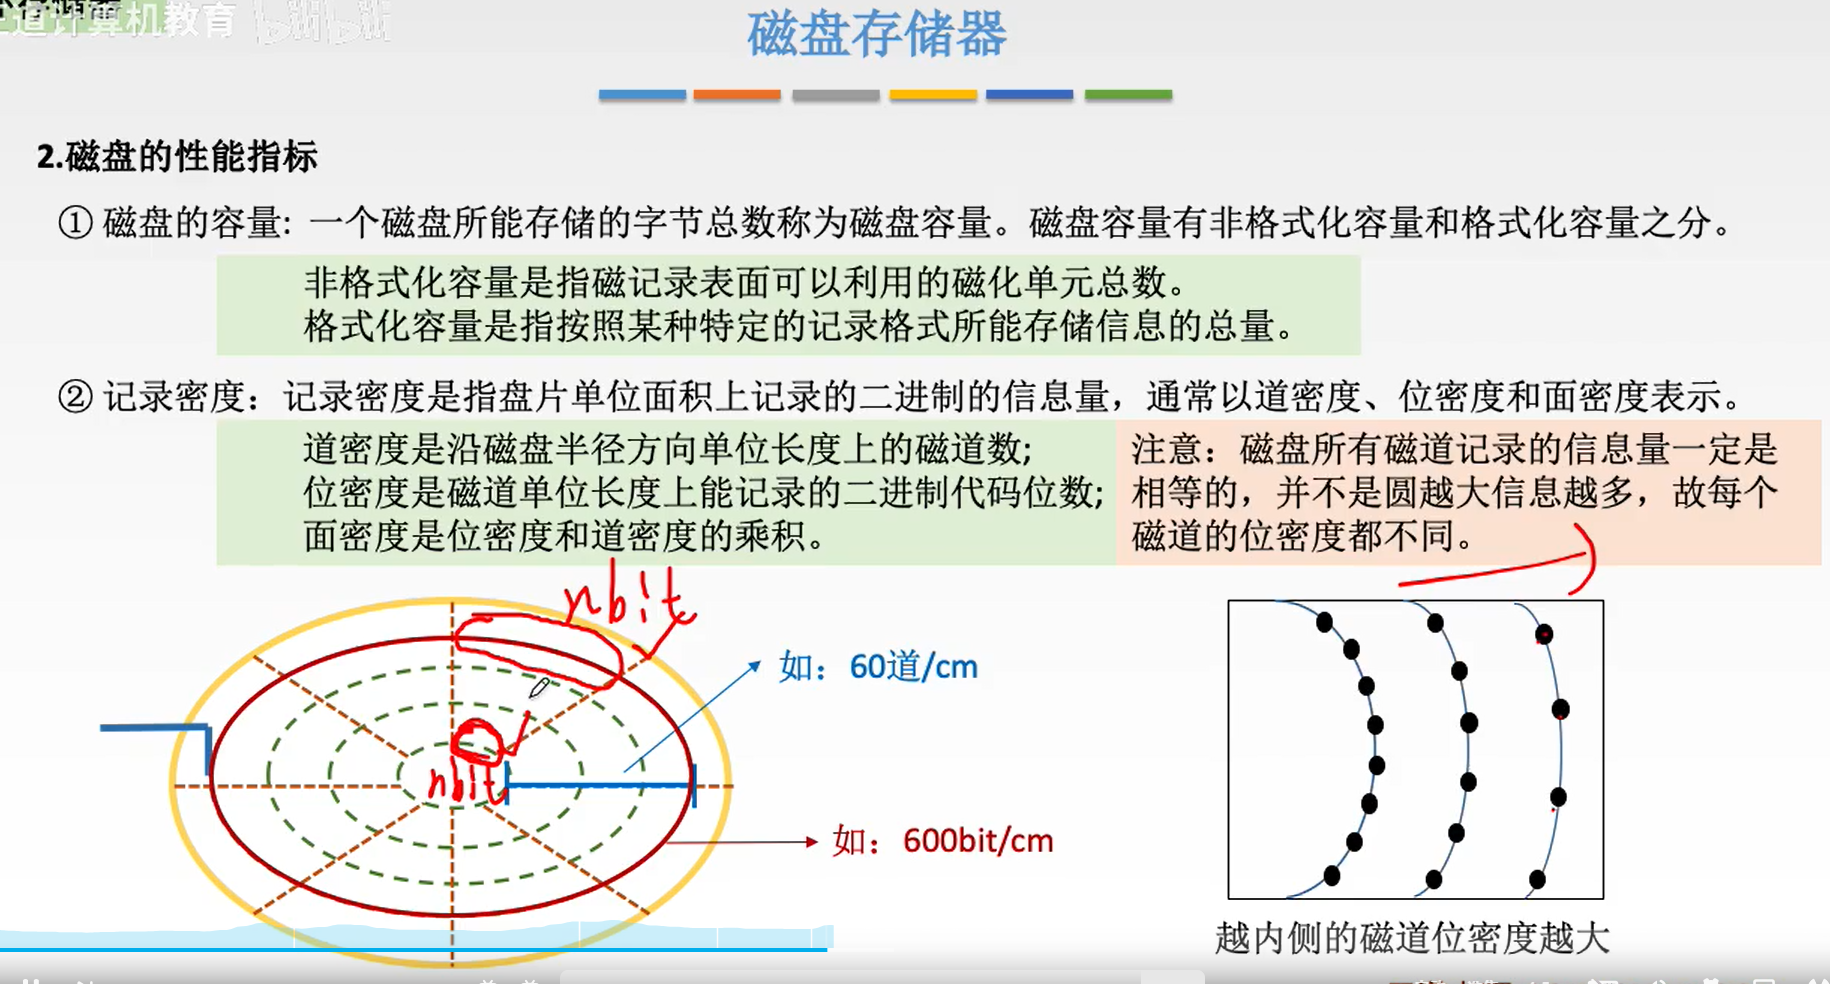 道计算机教育 bilibili
磁盘存储器
2.磁盘的性能指标
① 磁盘的容量：一个磁盘所能存储的字节总数称为磁盘容量。磁盘容量有非格式化容量和格式化容量之分。
非格式化容量是指磁记录表面可以利用的磁化单元总数。
格式化容量是指按照某种特定的记录格式所能存储信息的总量。
② 记录密度：记录密度是指盘片单位面积上记录的二进制的信息量，通常以道密度、位密度和面密度表示。
道密度是沿磁盘半径方向单位长度上的磁道数；
位密度是磁道单位长度上能记录的二进制代码位数；
面密度是位密度和道密度的乘积。
注意：磁盘所有磁道记录的信息量一定是
相等的，并不是圆越大信息越多，故每个
磁道的位密度都不同。
nbit
如：60道/cm
nbit
如：600bit/cm
越内侧的磁道位密度越大